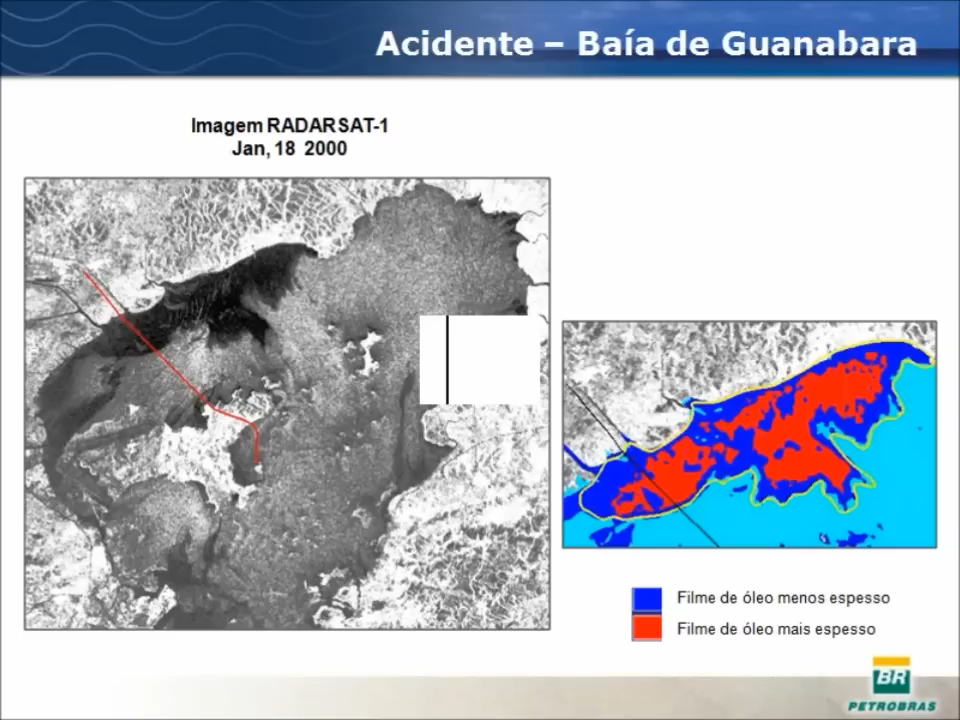 Acidente – Baía de Guanabara
Imagem RADARSAT-1
Jan, 18 2000
Filme de óleo menos espesso
Filme de óleo mais espesso
BR
PETROBRAS